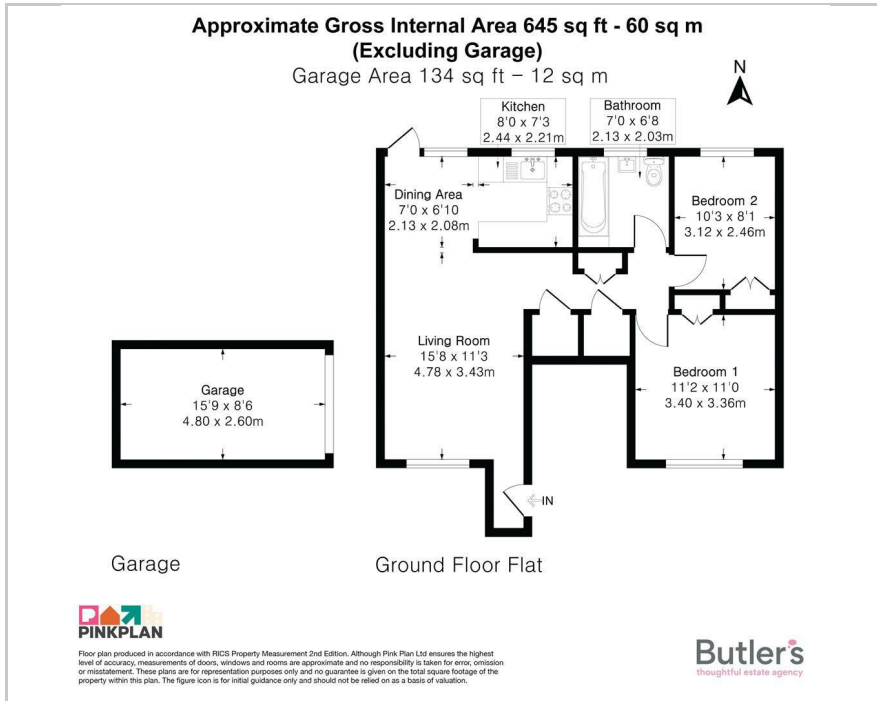 Approximate Gross Internal Area 645 sq ft - 60 sq m
(Excluding Garage)
Garage Area 134 sq ft – 12 sq m
N
Kitchen
8'0 x 7'3
2.44 x 2.21m
Bathroom
7'0 x 6'8
2.13 x 2.03m
Dining Area
7'0 x 6'10
2.13 x 2.08m
Bedroom 2
10'3 x 8'1
3.12 x 2.46m
Living Room
15'8 x 11'3
4.78 x 3.43m
Bedroom 1
11'2 x 11'0
3.40 x 3.36m
Garage
15'9 x 8'6
4.80 x 2.60m
IN
Garage
Ground Floor Flat
PINKPLAN
Floor plan produced in accordance with RICS Property Measurement 2nd Edition. Although Pink Plan Ltd ensures the highest
level of accuracy, measurements of doors, windows and rooms are approximate and no responsibility is taken for error, omission
or misstatement. These plans are for representation purposes only and no guarantee is given on the total square footage of the
property within this plan. The figure icon is for initial guidance only and should not be relied on as a basis of valuation.
Butler's
thoughtful estate agency